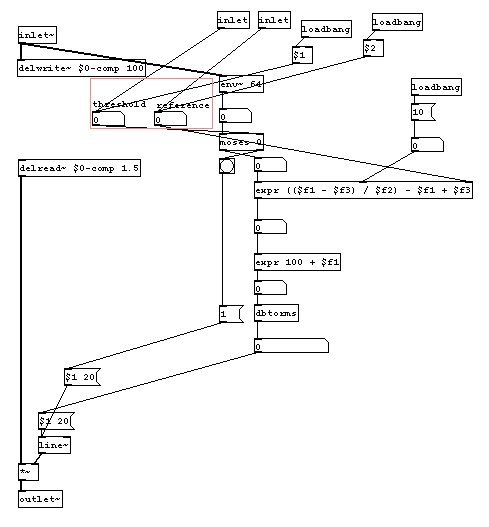 inlet inlet
loadbang
loadbang
inlet~
$1
$2
delwrite~ $0-comp 100
env~ 64
loadbang
threshold reference
10
0 0
0
moses 0
0
delread~ $0-comp 1.5
0
expr (($f1 - $f3) / $f2) - $f1 + $f3
0
expr 100 + $f1
0
1
dbtorms
0
$1 20
$1 20
line~
*~
outlet~